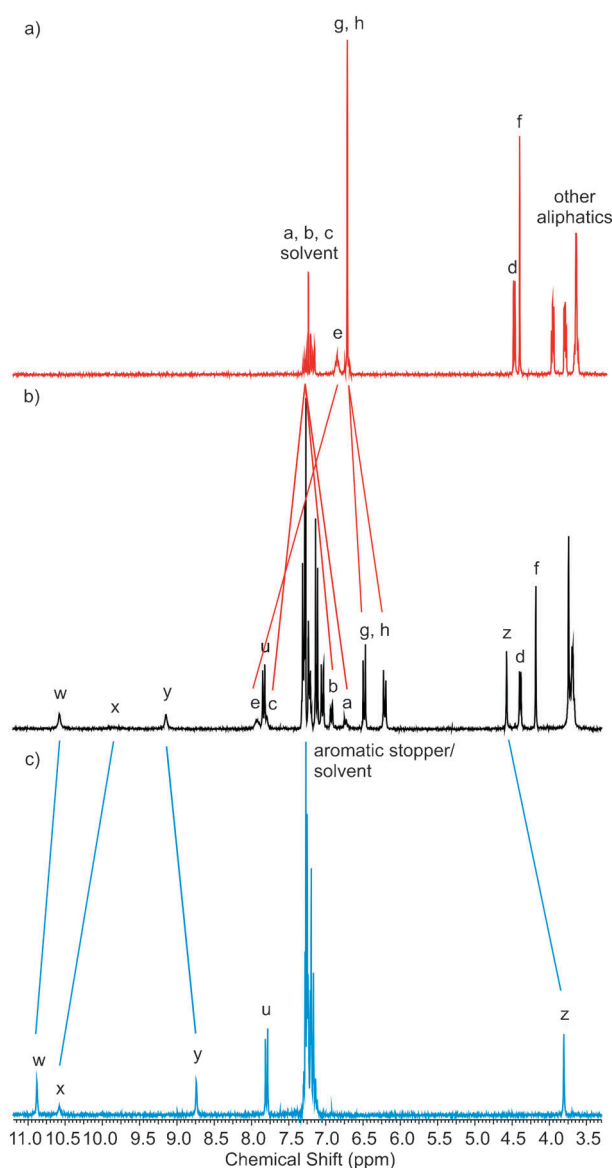 a)
g, h
f
other
aliphatics
a, b, c
solvent
d
e
b)
f
g, h
z
d
u
w
x
y
e
c
b
a
c)
aromatic stopper/
solvent
u
z
w
x
y
11.0 10.5 10.0 9.5 9.0 8.5 8.0 7.5 7.0 6.5 6.0 5.5 5.0 4.5 4.0 3.5
Chemical Shift (ppm)